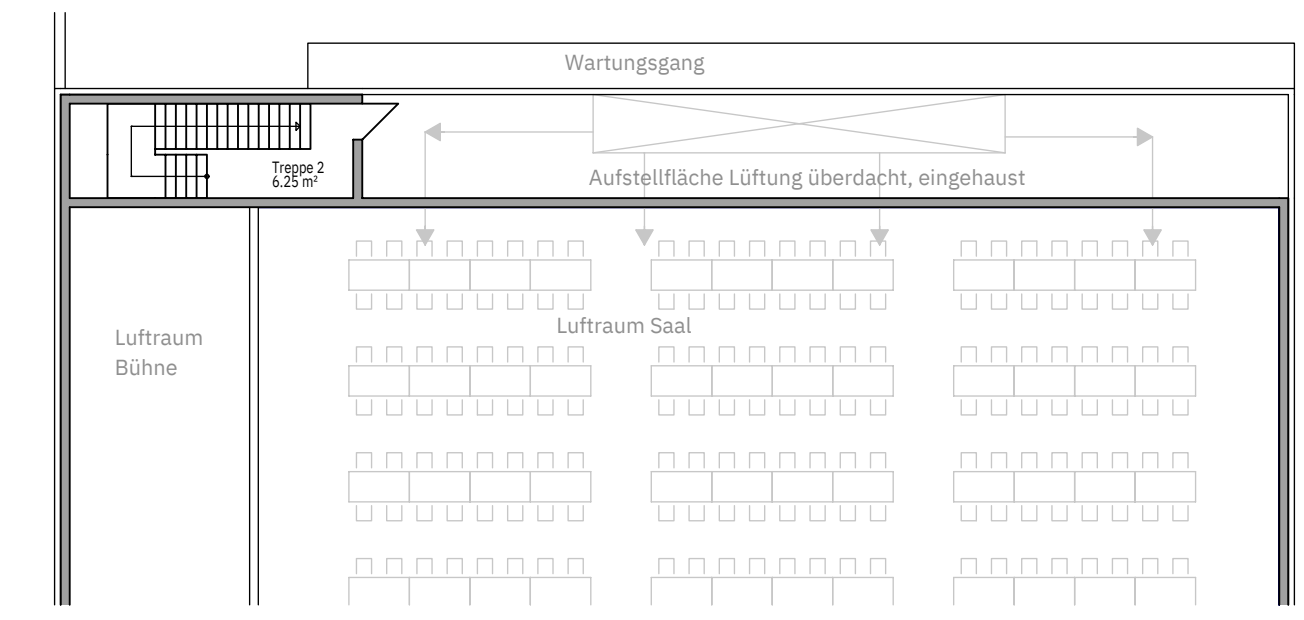 Wartungsgang
Treppe 2
6.25 m²
Aufstellfläche Lüftung überdacht, eingehaust
Luftraum Saal
Luftraum
Bühne